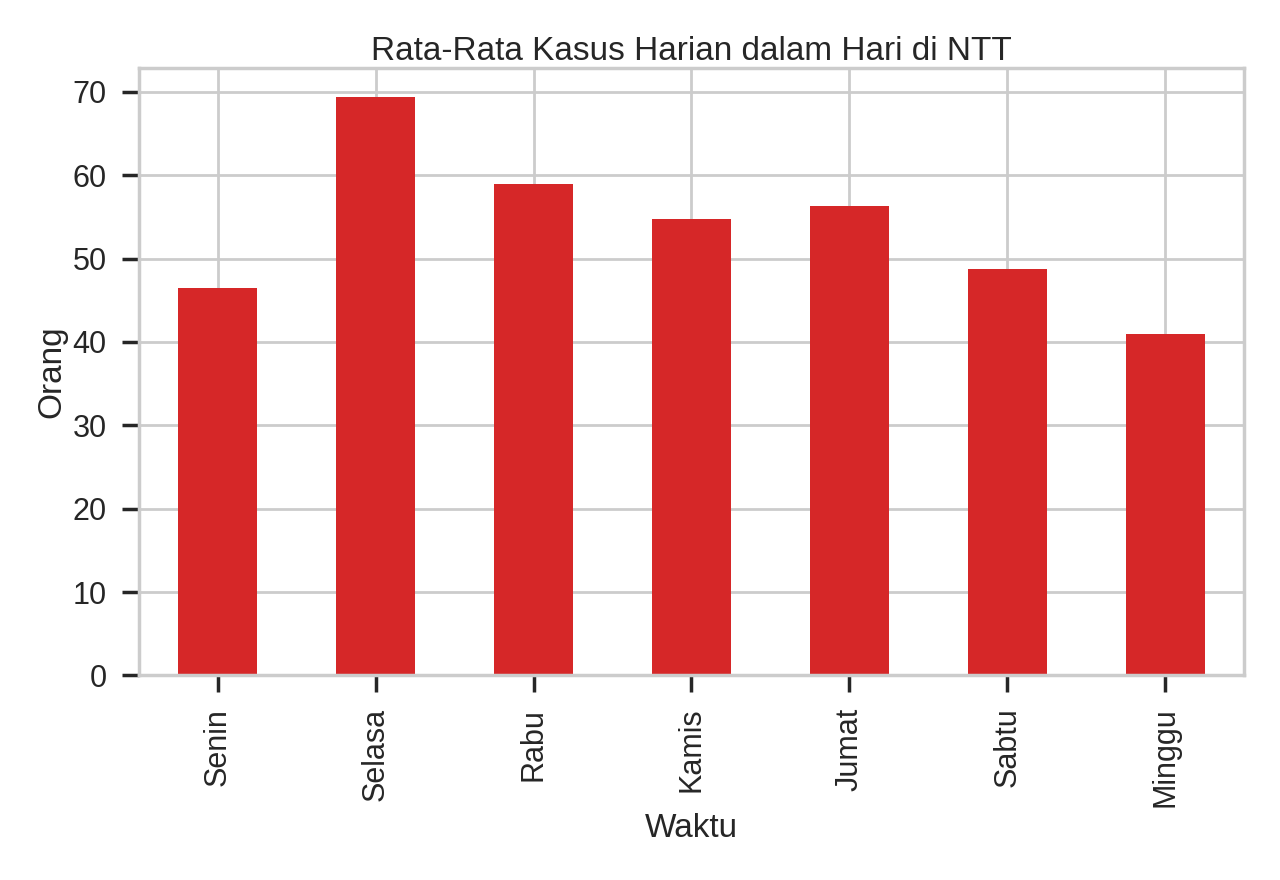 Rata-Rata Kasus Harian dalam Hari di NTT
Orang
70
60
50
40
30
20
10
0
Senin
Selasa
Rabu
Kamis
Jumat
Sabtu
Minggu
Waktu